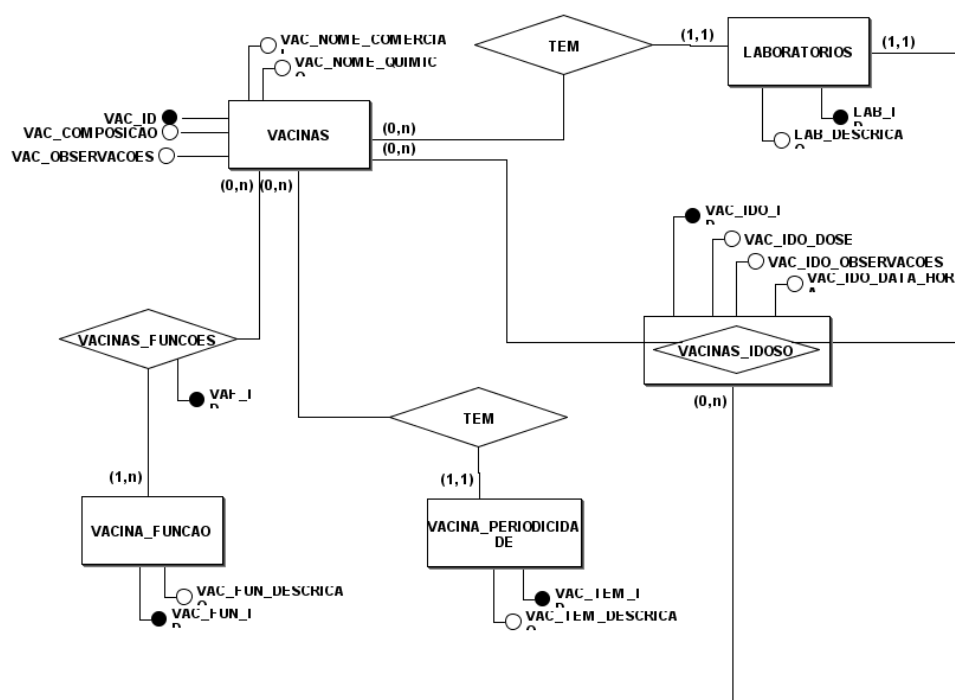 VAC_NOME_COMERCIA
L
VAC_NOME_QUIMIC
O
VAC_ID
VAC_COMPOSICAO
VAC_OBSERVACOES
VACINAS
(0,n)
(0,n)
(0,n)
(0,n)
TEM
(1,1)
LABORATORIOS
(1,1)
LAB_I
D
LAB_DESCRICA
O
VAC_IDO_I
D
VAC_IDO_DOSE
VAC_IDO_OBSERVACOES
VAC_IDO_DATA_HOR
A
VACINAS_IDOSO
(0,n)
VACINAS_FUNCOES
VAF_I
D
TEM
(1,n)
(1,1)
VACINA_FUNCAO
VACINA_PERIODICIDA
DE
VAC_FUN_DESCRICA
O
VAC_FUN_I
D
VAC_TEM_I
D
VAC_TEM_DESCRICA
O